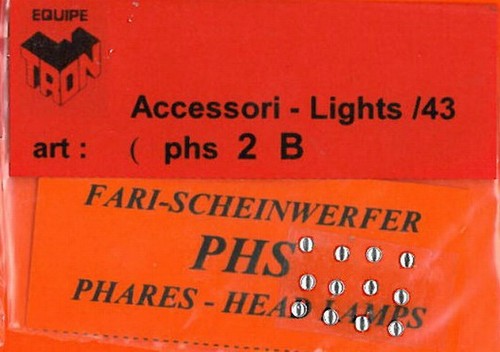 EQUIPE
TRON
Accessori - Lights /43
art : ( phs 2 B
FARI-SCHEINWERFER
PHS
PHARES - HEAD LAMPS